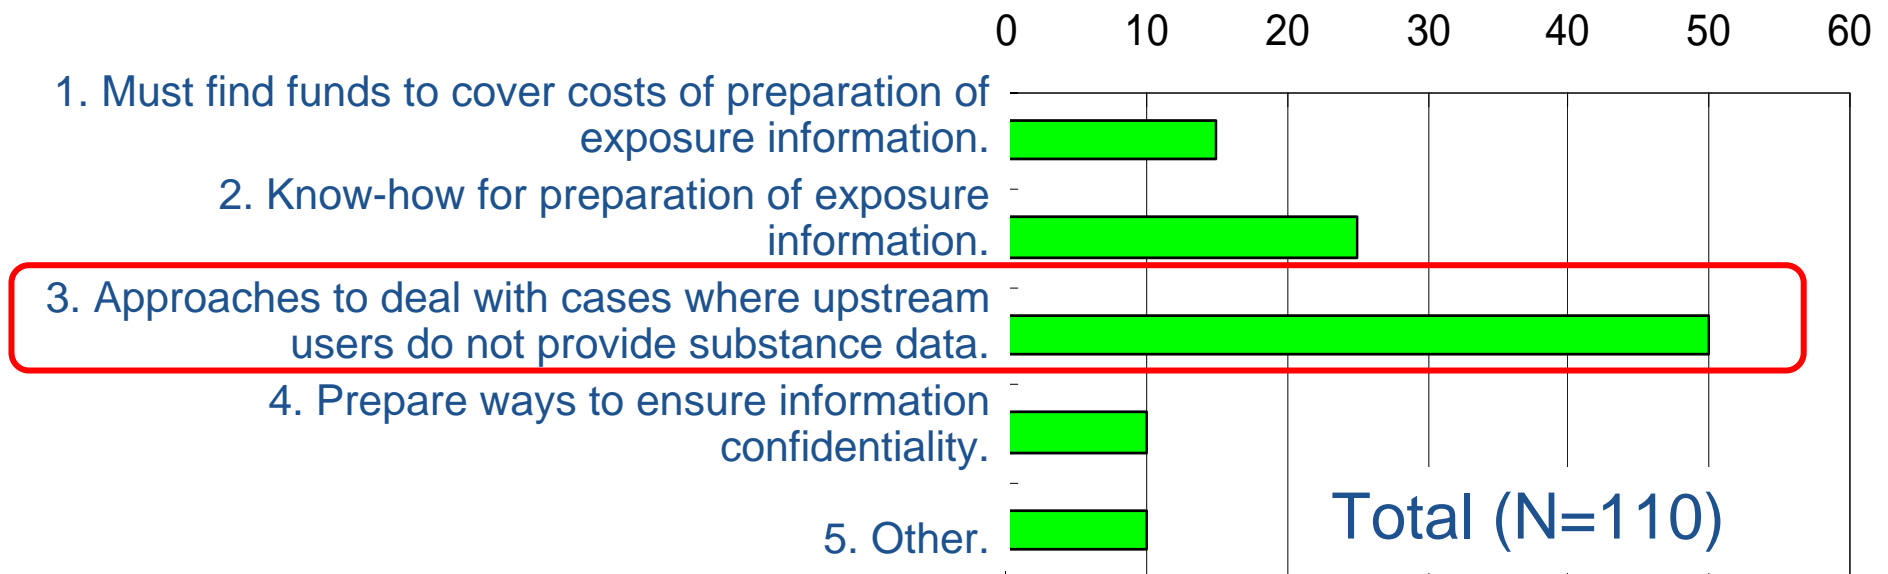 0 10 20 30 40 50 60
1. Must find funds to cover costs of preparation of
exposure information.
2. Know-how for preparation of exposure
information.
3. Approaches to deal with cases where upstream
users do not provide substance data.
4. Prepare ways to ensure information
confidentiality.
5. Other.
Total (N=110)